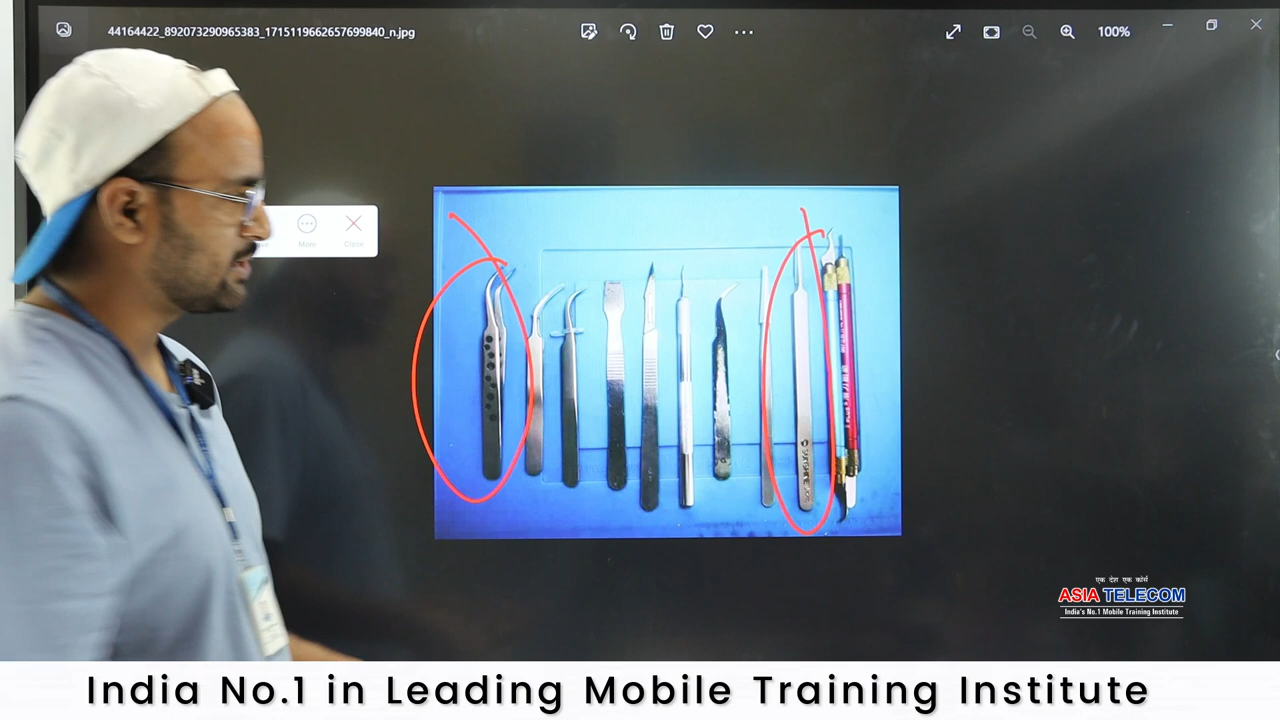 44164422_892073290965383_1715119662657699840_n.jpg
100%
More
Close
एक देश एक कोर्स
ASIA TELECOM
India's No.1 Mobile Training Institute
India No.1 in Leading Mobile Training Institute